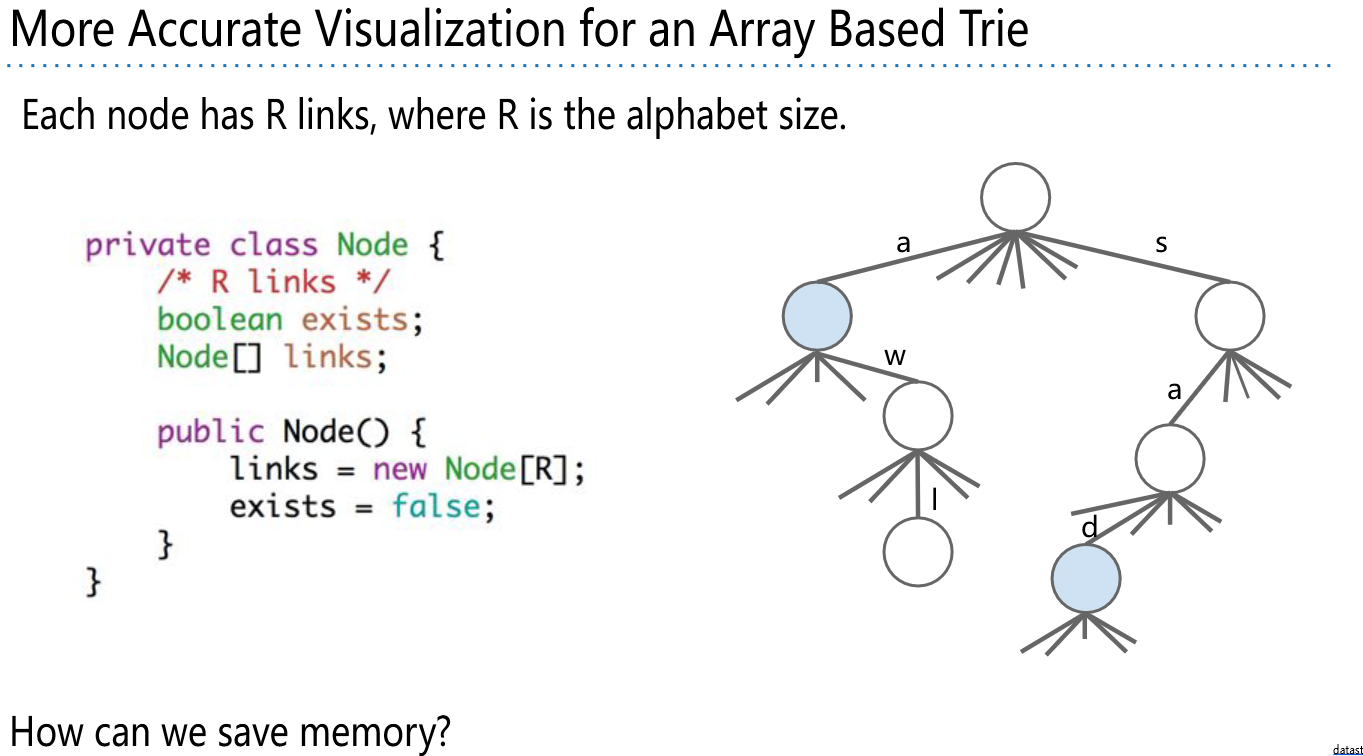 More Accurate Visualization for an Array Based Trie
Each node has R links, where R is the alphabet size.
private class Node {
/* R links */
boolean exists;
Node[] links;
public Node() {
links = new Node[R];
exists = false;
}
}
a
s
w
a
l
d
How can we save memory?
datast